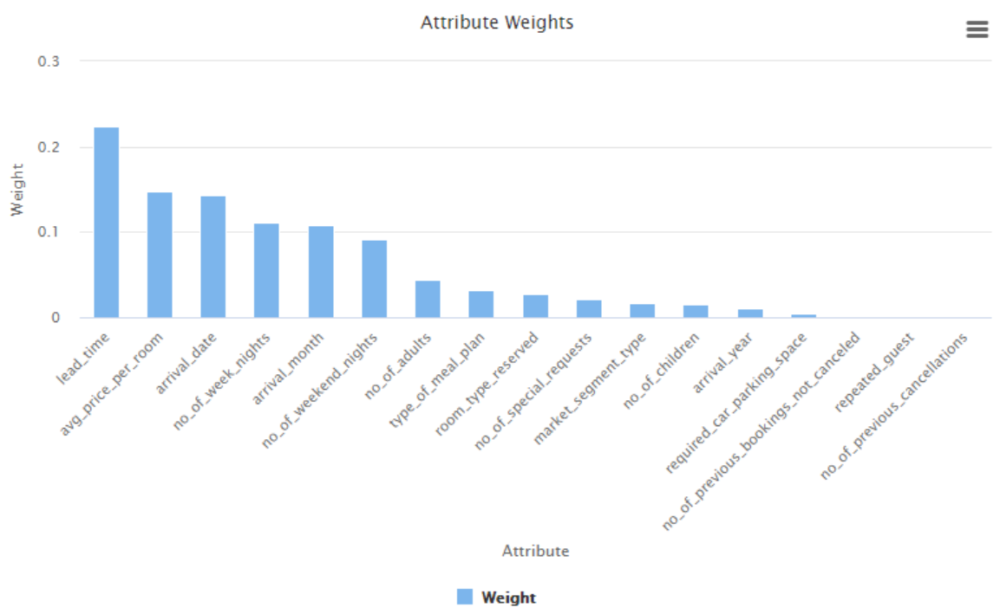 Attribute Weights
0.3
0.2
0.1
0
Weight
lead_time
avg_price_per_room
arrival_date
no_of_week_nights
arrival_month
no_of_weekend_nights
no_of_adults
type_of_meal_plan
room_type_reserved
no_of_special_requests
market_segment_type
no_of_children
arrival_year
required_car_parking_space
no_of_previous_bookings_not_canceled
repeated_guest
no_of_previous_cancellations
Attribute
Weight